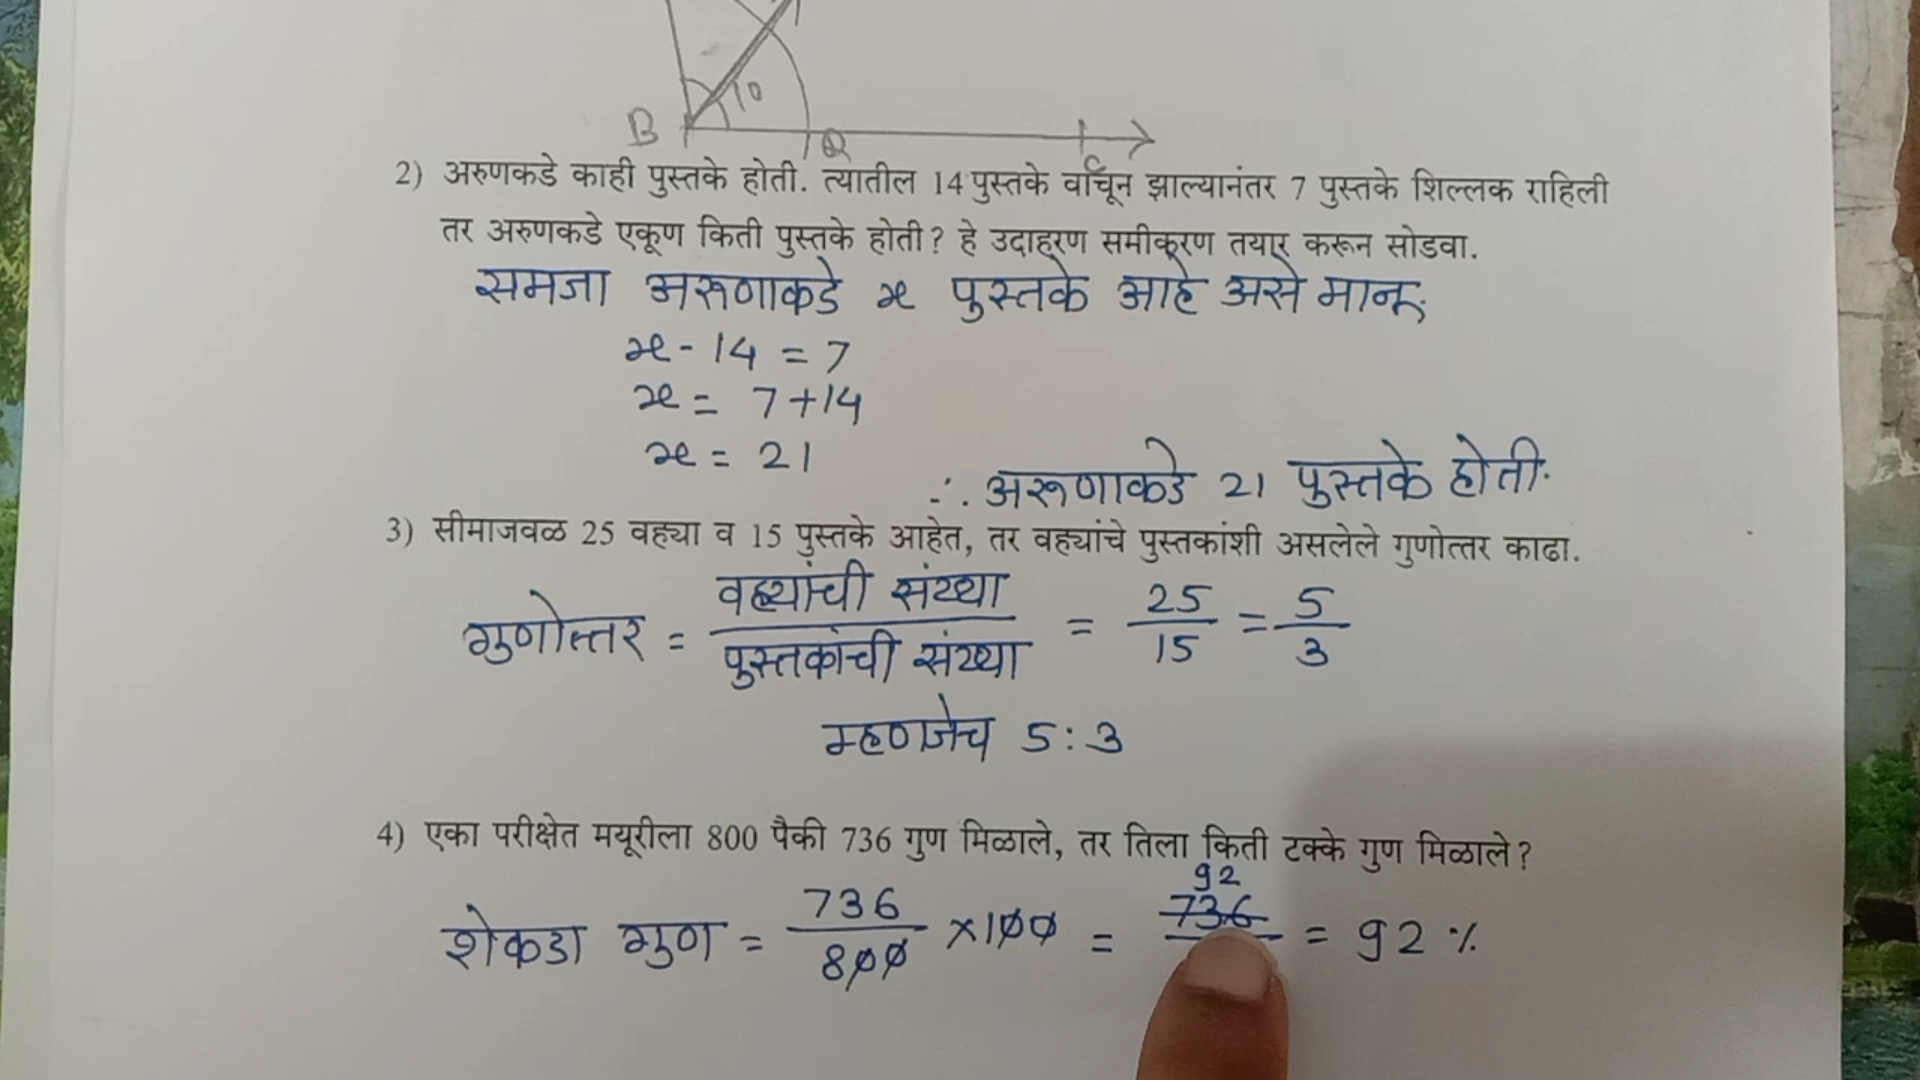 10
B Q C
2) अरुणकडे काही पुस्तके होती. त्यातील 14 पुस्तके वाचून झाल्यानंतर 7 पुस्तके शिल्लक राहिली
तर अरुणकडे एकूण किती पुस्तके होती? हे उदाहरण समीकरण तयार करून सोडवा.
समजा अरूणाकडे x पुस्तके आहे असे मानू.
x - 14 = 7
x = 7+14
x = 21
∴ अरूणाकडे 21 पुस्तके होती.
3) सीमाजवळ 25 वह्या व 15 पुस्तके आहेत, तर वह्यांचे पुस्तकांशी असलेले गुणोत्तर काढा.
गुणोत्तर = वह्यांची संख्या / पुस्तकांची संख्या = 25/15 = 5/3
म्हणजेच 5:3
4) एका परीक्षेत मयूरीला 800 पैकी 736 गुण मिळाले, तर तिला किती टक्के गुण मिळाले?
92
शेकडा गुण = 736/800 ×100 = 736 = 92 %